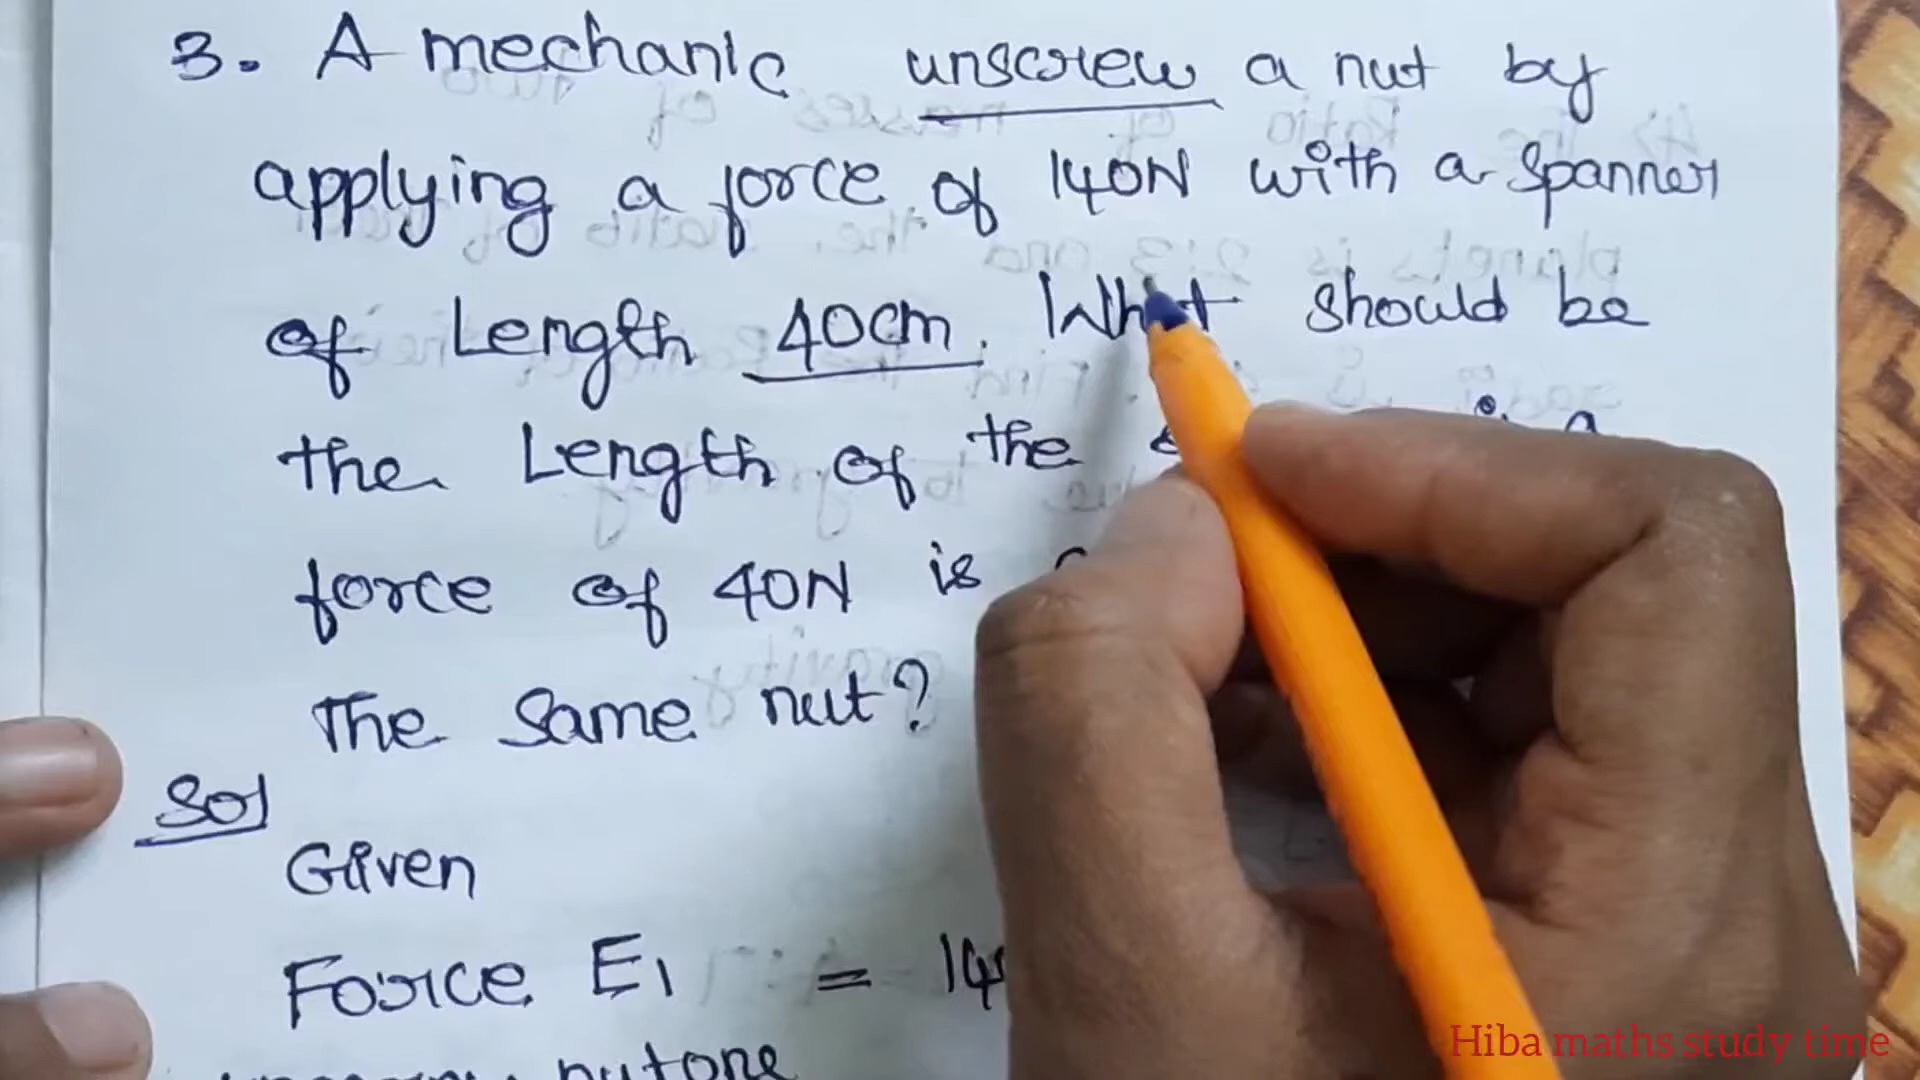 3. A mechanic unscrew a nut by
applying a force of 140N with a spanner
of Length 40cm. What should be
the Length of the
force of 40N is
the same nut?
Sol
Given
Force E1 = 14
Hiba maths study time